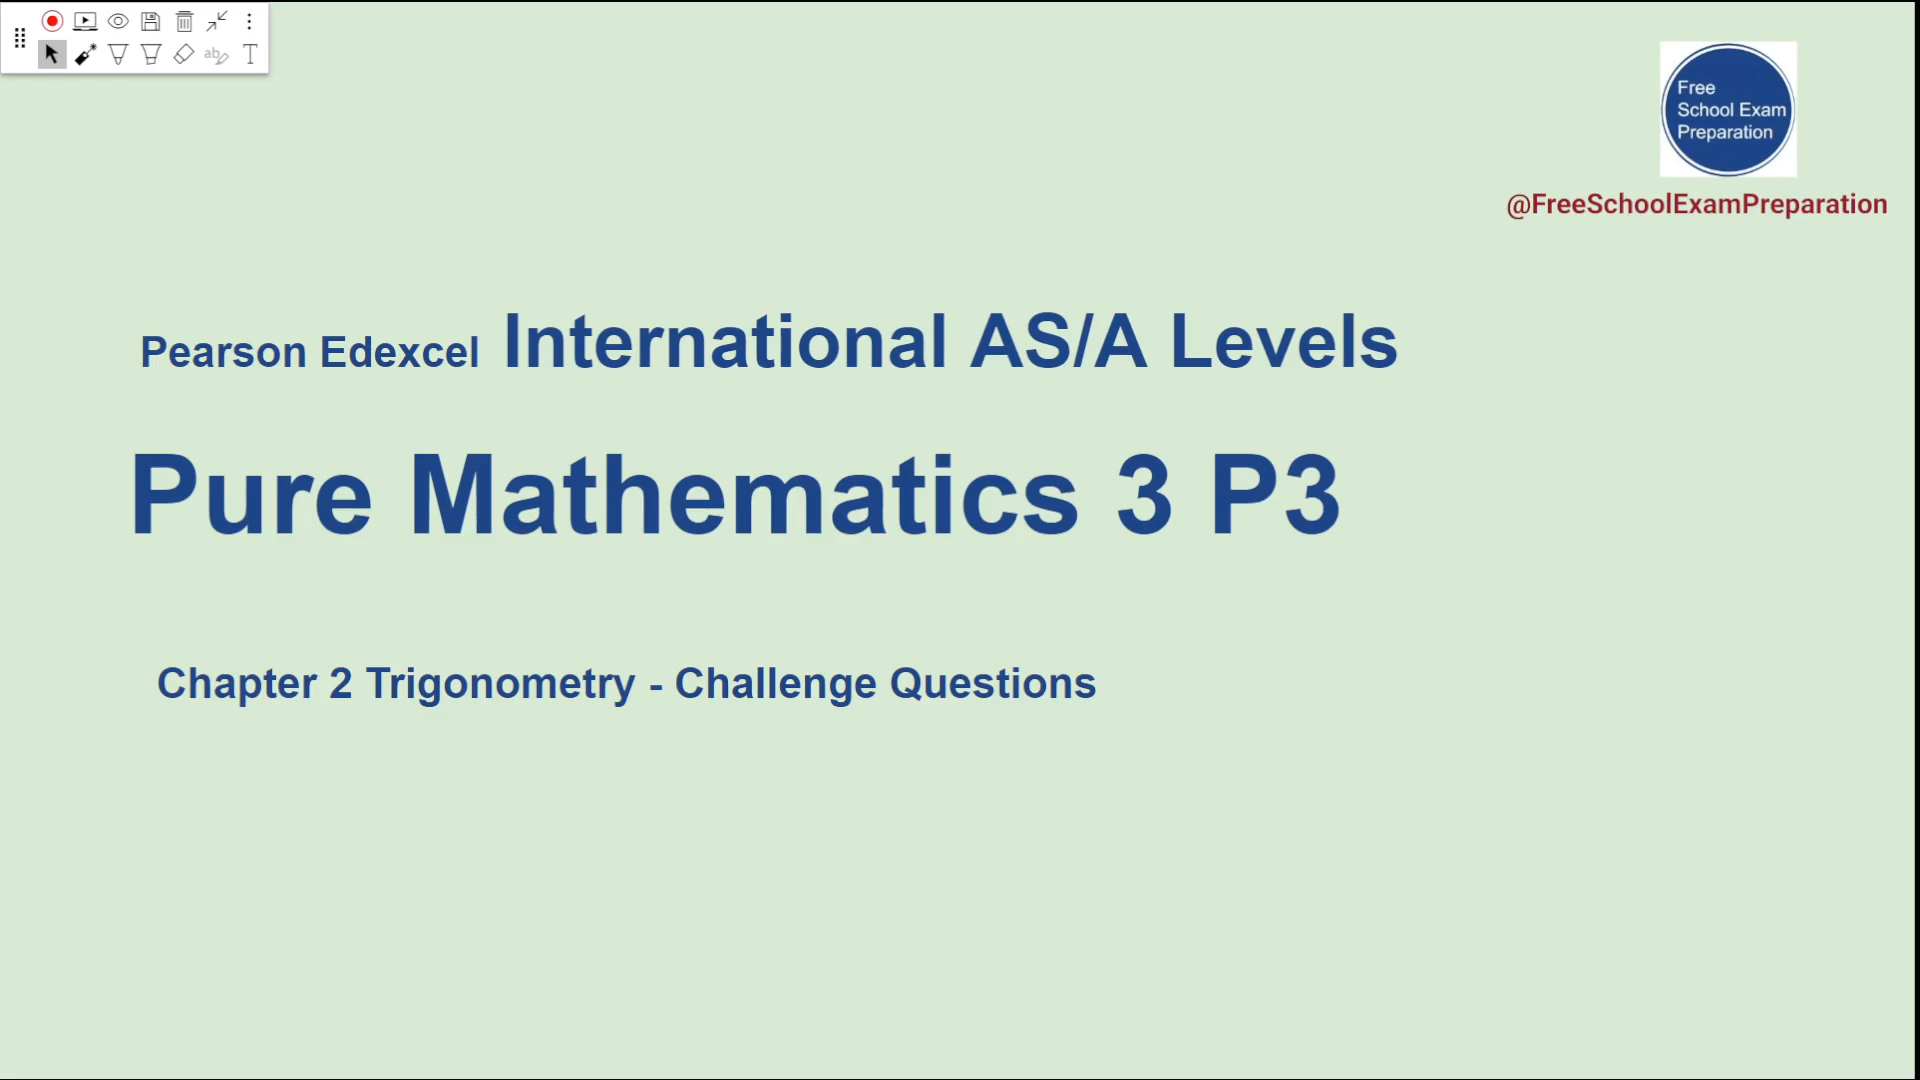 Free
School Exam
Preparation
@FreeSchoolExamPreparation
Pearson Edexcel International AS/A Levels
Pure Mathematics 3 P3
Chapter 2 Trigonometry - Challenge Questions